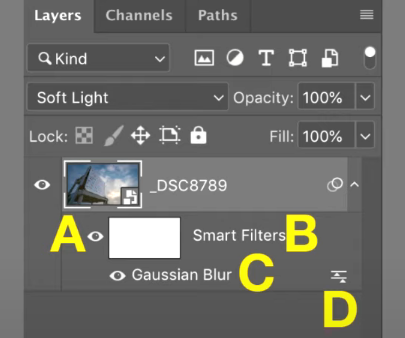 Layers Channels Paths
Kind T
Soft Light Opacity: 100%
Lock: Fill: 100%
_DSC8789
A Smart Filters B
Gaussian Blur C
D